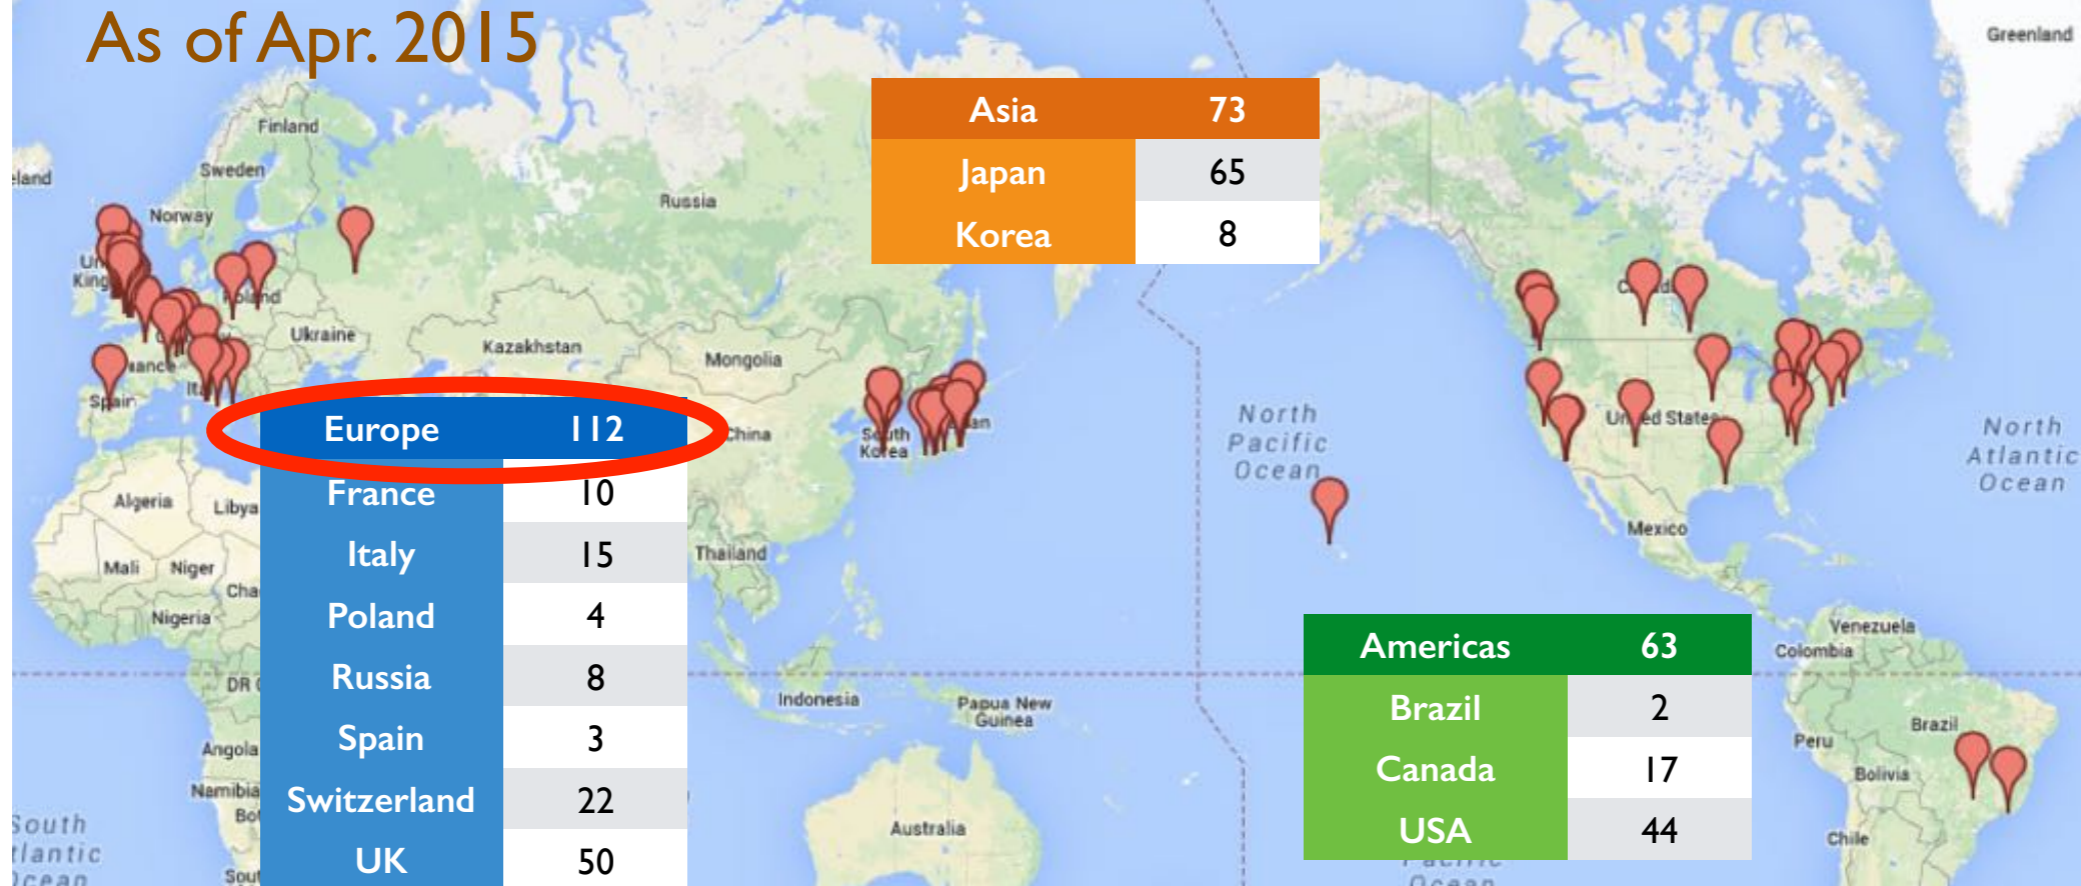 As of Apr. 2015
Greenland
Finland
Sweden
Norway
Russia
Asia 73
Japan 65
Korea 8
Ukraine
Kazakhstan
Mongolia
Spain
Europe 112
France 10
Italy 15
Poland 4
Russia 8
Spain 3
Switzerland 22
UK 50
China
South
Korea
North
Pacific
Ocean
North
Atlantic
Ocean
Mexico
Algeria
Libya
Mali
Niger
Nigeria
Thailand
Indonesia
Papua New
Guinea
Angola
Namibia
Australia
Americas 63
Brazil 2
Canada 17
USA 44
Venezuela
Colombia
Brazil
Peru
Bolivia
Chile